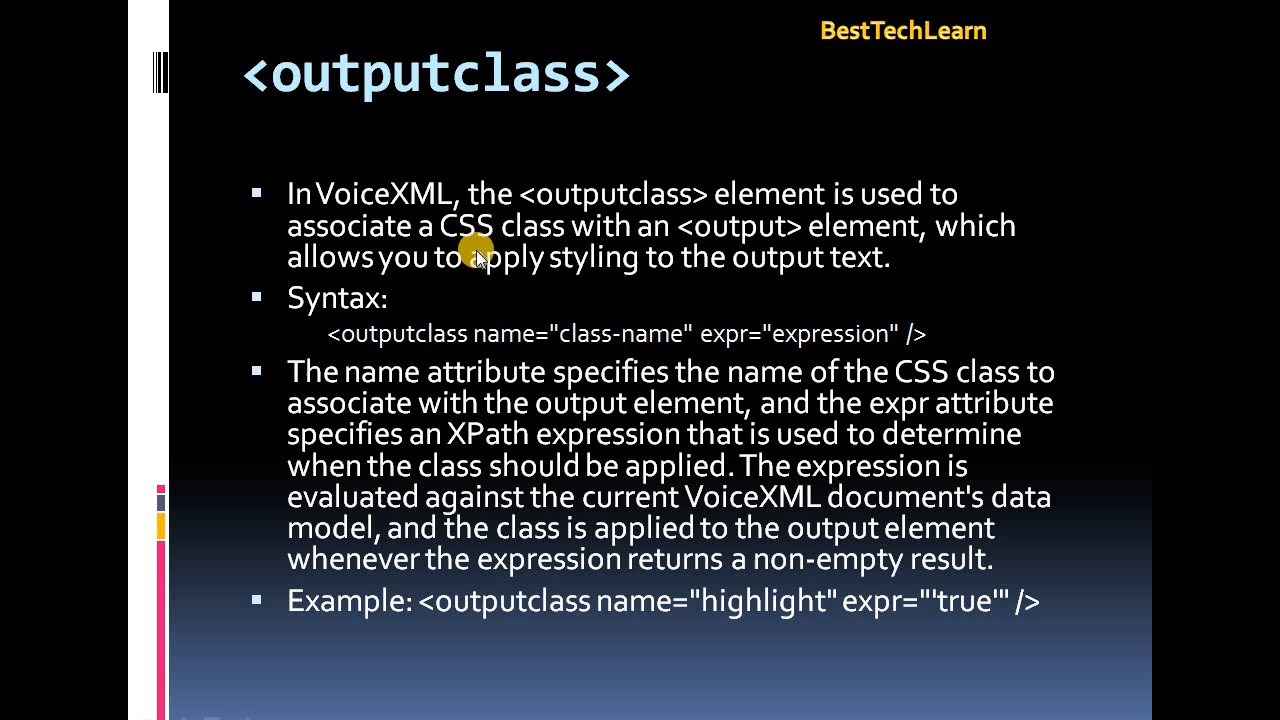 BestTechLearn
<outputclass>
In VoiceXML, the <outputclass> element is used to
associate a CSS class with an <output> element, which
allows you to apply styling to the output text.
Syntax:
<outputclass name="class-name" expr="expression" />
The name attribute specifies the name of the CSS class to
associate with the output element, and the expr attribute
specifies an XPath expression that is used to determine
when the class should be applied. The expression is
evaluated against the current VoiceXML document's data
model, and the class is applied to the output element
whenever the expression returns a non-empty result.
Example: <outputclass name="highlight" expr="'true'" />